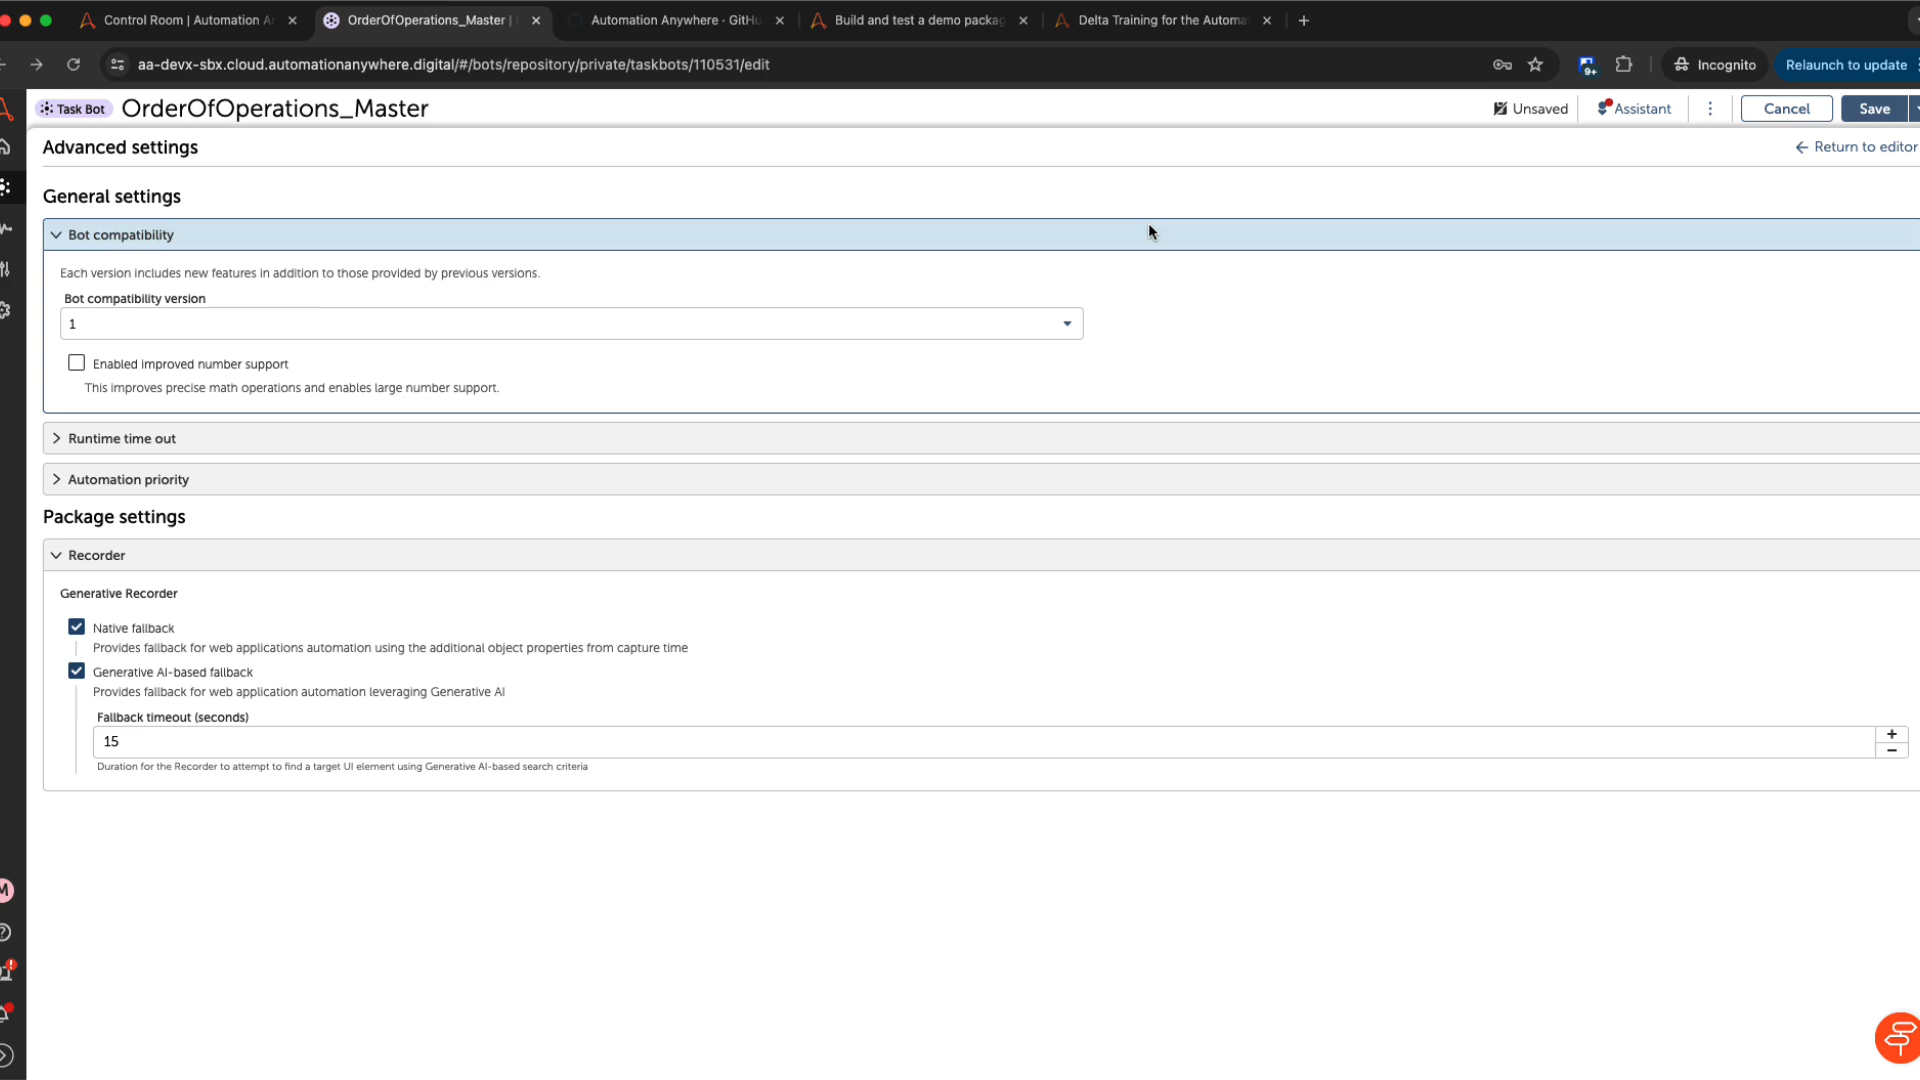 Control Room | Automation A
OrderOfOperations_Master |
Automation Anywhere · GitHu
Build and test a demo packag
Delta Training for the Automa
aa-devx-sbx.cloud.automationanywhere.digital/#/bots/repository/private/taskbots/110531/edit
9+
Incognito
Relaunch to update
Task Bot
OrderOfOperations_Master
Unsaved
Assistant
Cancel
Save
Advanced settings
Return to editor
General settings
Bot compatibility
Each version includes new features in addition to those provided by previous versions.
Bot compatibility version
1
Enabled improved number support
This improves precise math operations and enables large number support.
Runtime time out
Automation priority
Package settings
Recorder
Generative Recorder
Native fallback
Provides fallback for web applications automation using the additional object properties from capture time
Generative AI-based fallback
Provides fallback for web application automation leveraging Generative AI
Fallback timeout (seconds)
15
Duration for the Recorder to attempt to find a target UI element using Generative AI-based search criteria
M